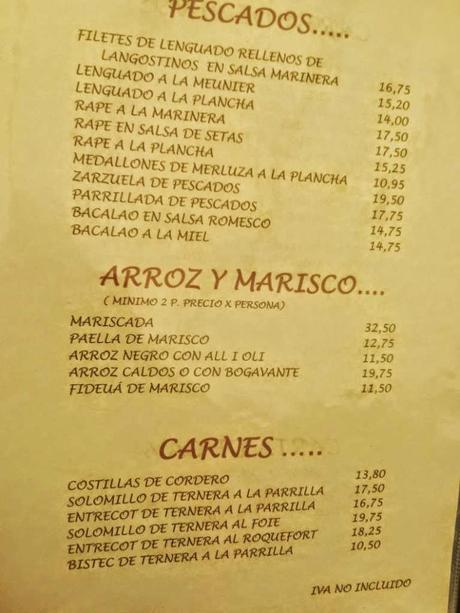 PESCADOS.....
FILETES DE LENGUADO RELLENOS DE
LANGOSTINOS EN SALSA MARINERA 16,75
LENGUADO A LA MEUNIER 15,20
LENGUADO A LA PLANCHA 14,00
RAPE A LA MARINERA 17,50
RAPE EN SALSA DE SETAS 17,50
RAPE A LA PLANCHA 15,25
MEDALLONES DE MERLUZA A LA PLANCHA 10,95
ZARZUELA DE PESCADOS 19,50
PARRILLADA DE PESCADOS 17,75
BACALAO EN SALSA ROMESCO 14,75
BACALAO A LA MIEL 14,75
ARROZ Y MARISCO....
( MINIMO 2 P. PRECIO X PERSONA)
MARISCADA 32,50
PAELLA DE MARISCO 12,75
ARROZ NEGRO CON ALL I OLI 11,50
ARROZ CALDOS O CON BOGAVANTE 19,75
FIDEUÁ DE MARISCO 11,50
CARNES .....
COSTILLAS DE CORDERO 13,80
SOLOMILLO DE TERNERA A LA PARRILLA 17,50
ENTRECOT DE TERNERA A LA PARRILLA 16,75
SOLOMILLO DE TERNERA AL FOIE 19,75
ENTRECOT DE TERNERA AL ROQUEFORT 18,25
BISTEC DE TERNERA A LA PARRILLA 10,50
IVA NO INCLUIDO